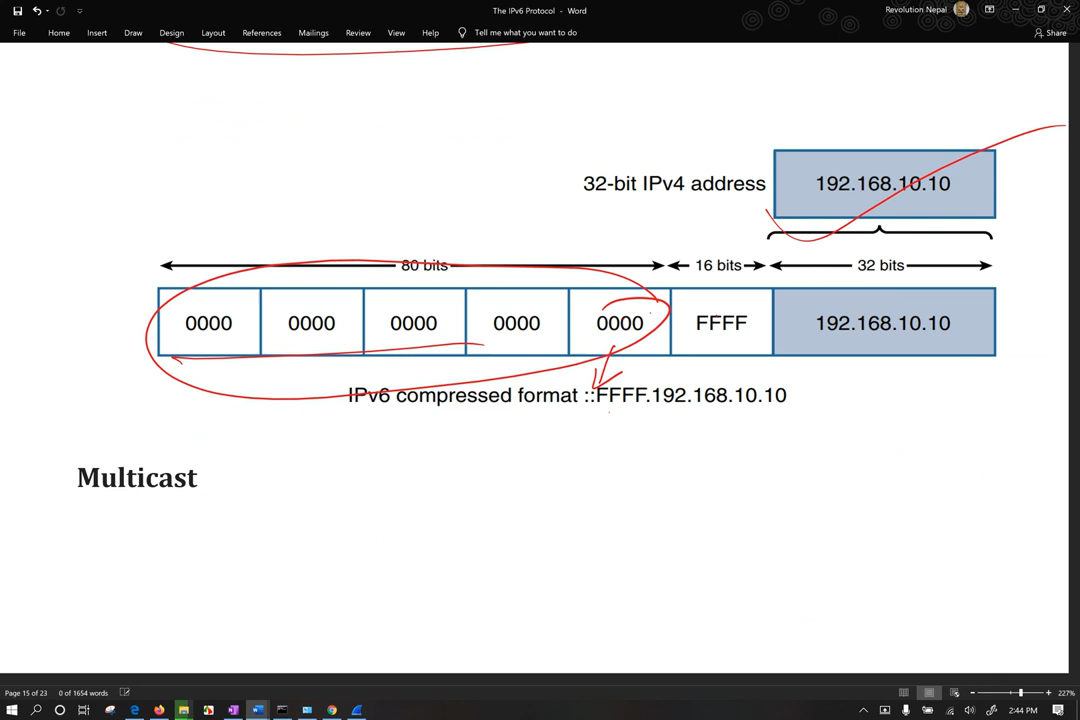 The IPv6 Protocol - Word
Revolution Nepal
File Home Insert Draw Design Layout References Mailings Review View Help Tell me what you want to do
Share
32-bit IPv4 address 192.168.10.10
80 bits 16 bits 32 bits
0000 0000 0000 0000 0000 FFFF 192.168.10.10
IPv6 compressed format ::FFFF.192.168.10.10
Multicast
Page 15 of 23 0 of 1654 words
227%
2:44 PM